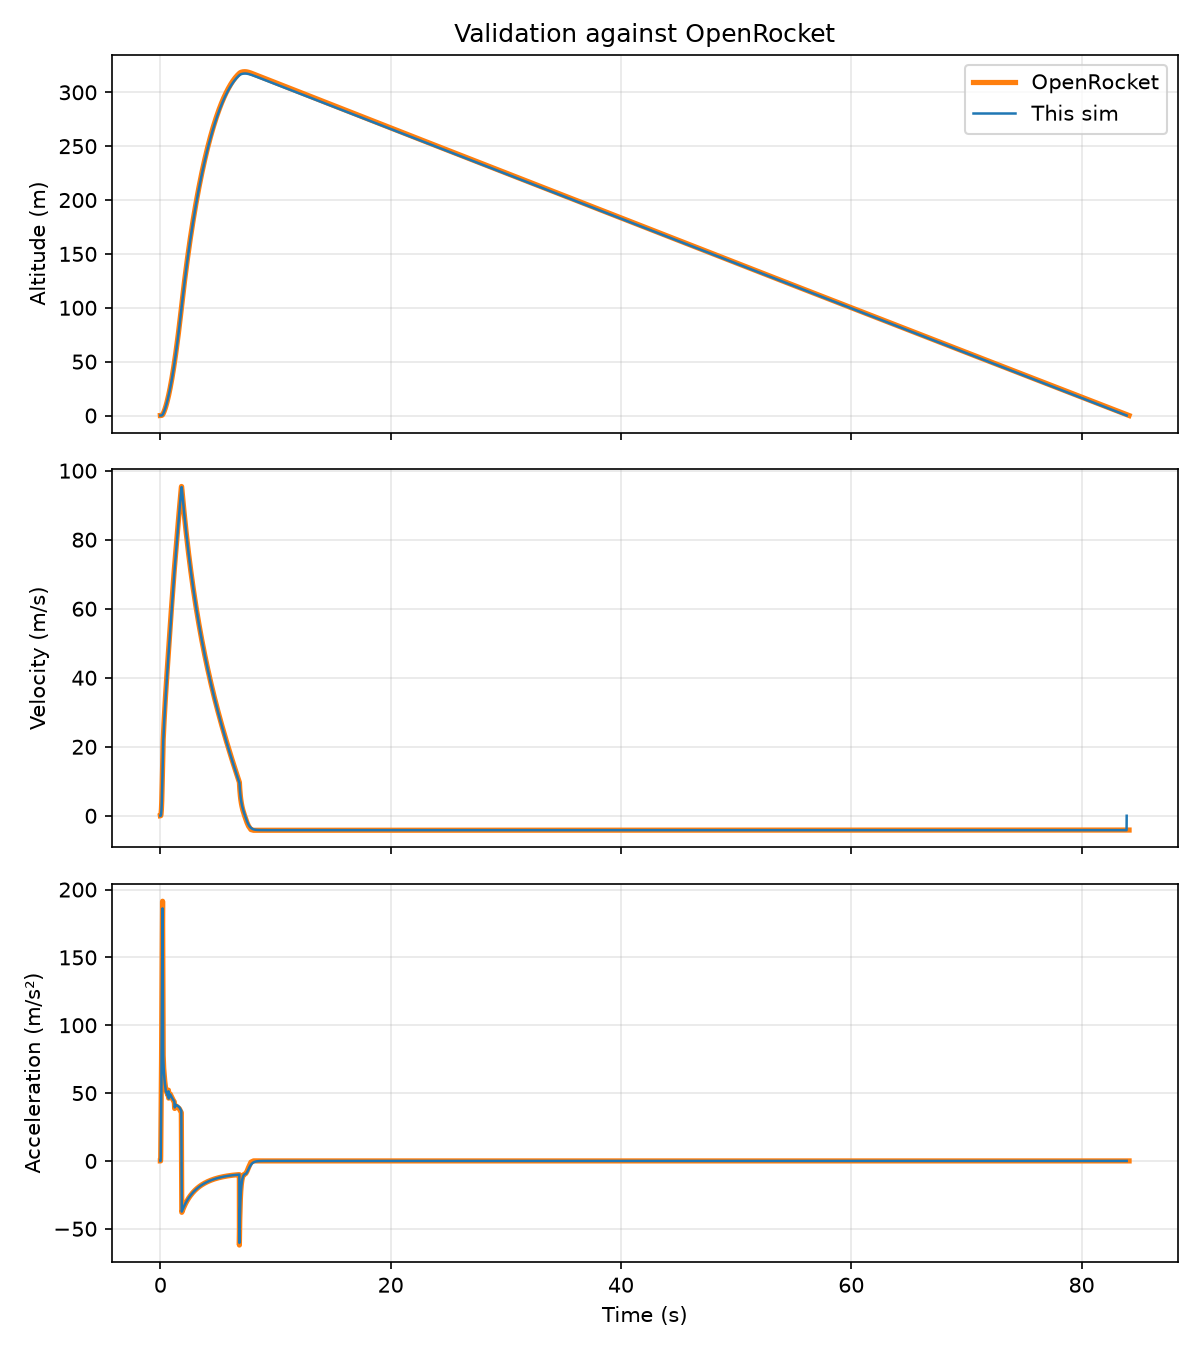 Validation against OpenRocket
OpenRocket
This sim
Altitude (m)
300
250
200
150
100
50
0
Velocity (m/s)
100
80
60
40
20
0
Acceleration (m/s²)
200
150
100
50
0
−50
0 20 40 60 80
Time (s)